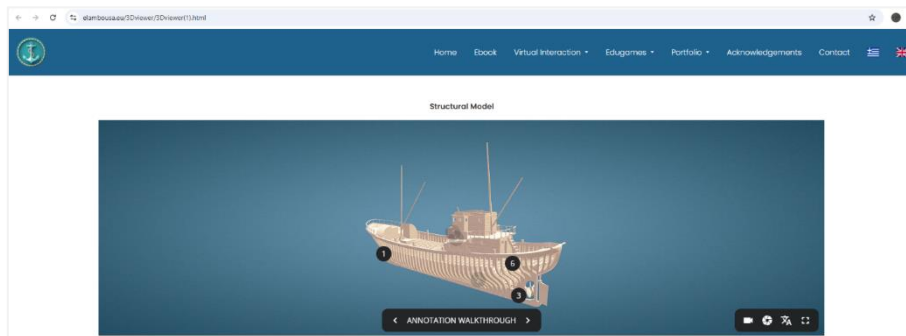 elambousa.eu/3Dviewer/3Dviewer(1).html
Home Ebook Virtual Interaction Edugames Portfolio Acknowledgements Contact
Structural Model
1
6
3
ANNOTATION WALKTHROUGH